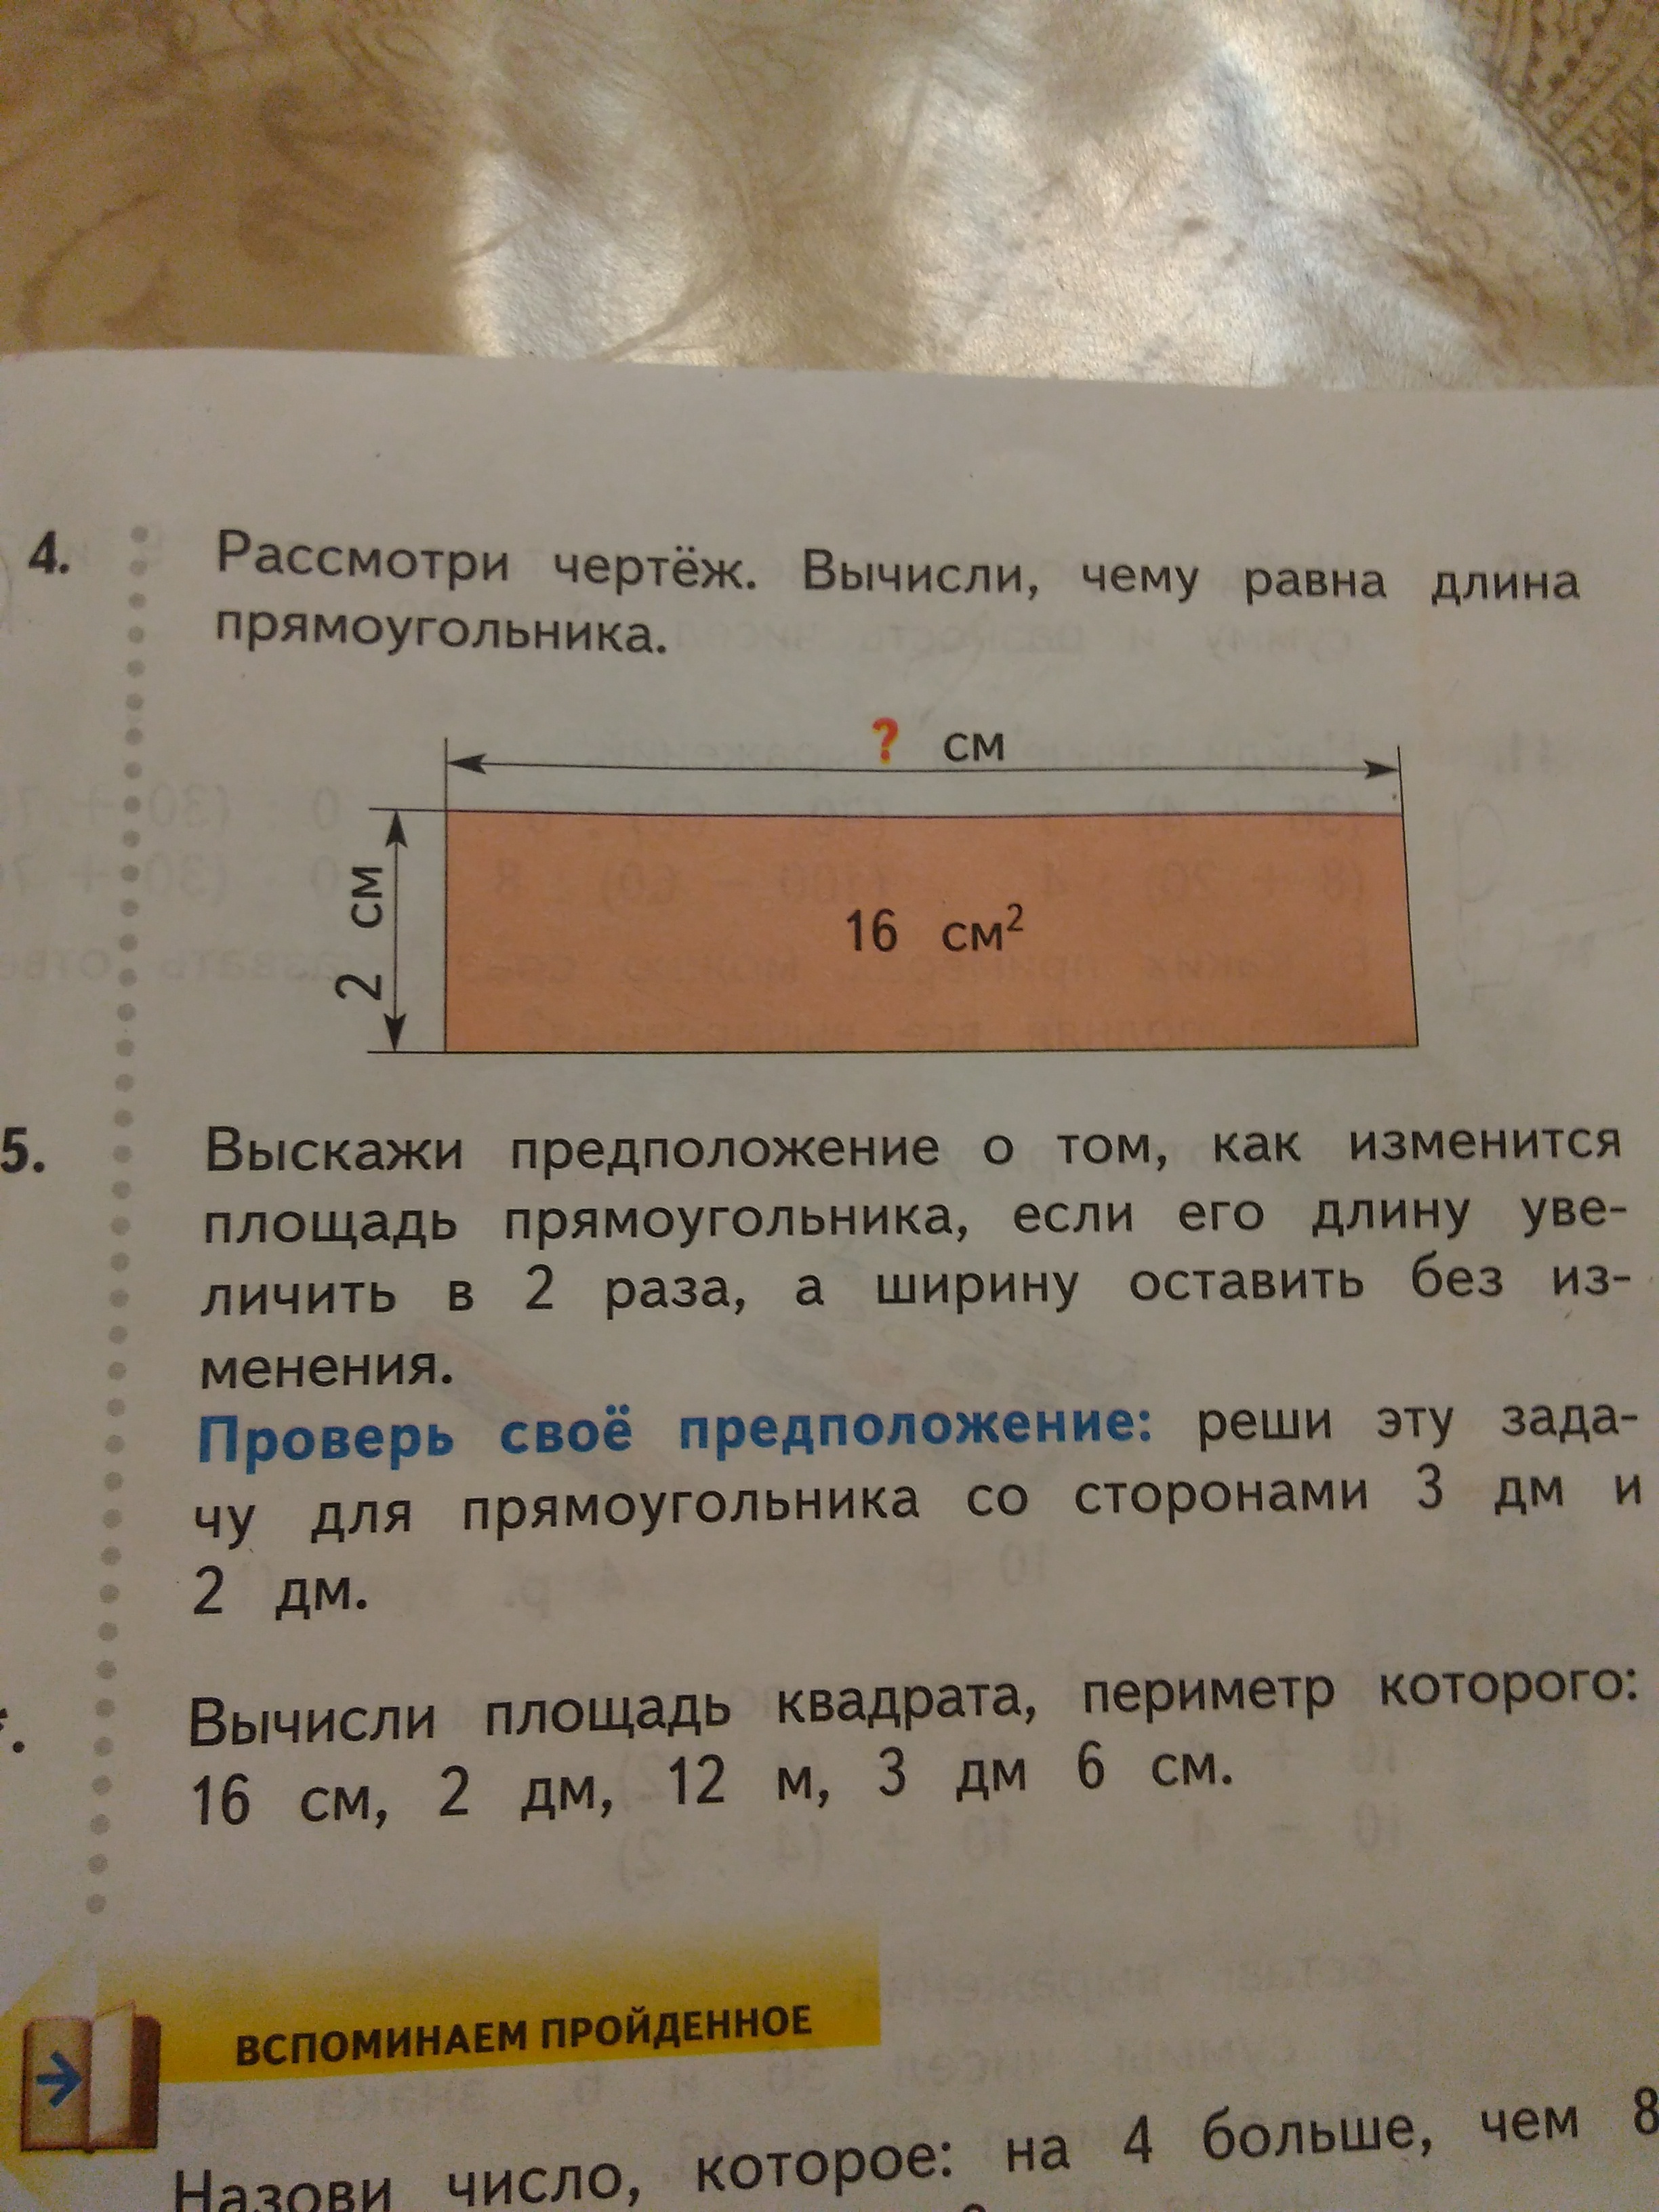 4. Рассмотри чертёж. Вычисли, чему равна длина
прямоугольника.
? см
2 см
16 см²
5. Выскажи предположение о том, как изменится
площадь прямоугольника, если его длину уве-
личить в 2 раза, а ширину оставить без из-
менения.
Проверь своё предположение: реши эту зада-
чу для прямоугольника со сторонами 3 дм и
2 дм.
*. Вычисли площадь квадрата, периметр которого:
16 см, 2 дм, 12 м, 3 дм 6 см.
ВСПОМИНАЕМ ПРОЙДЕННОЕ
Назови число, которое: на 4 больше, чем 8